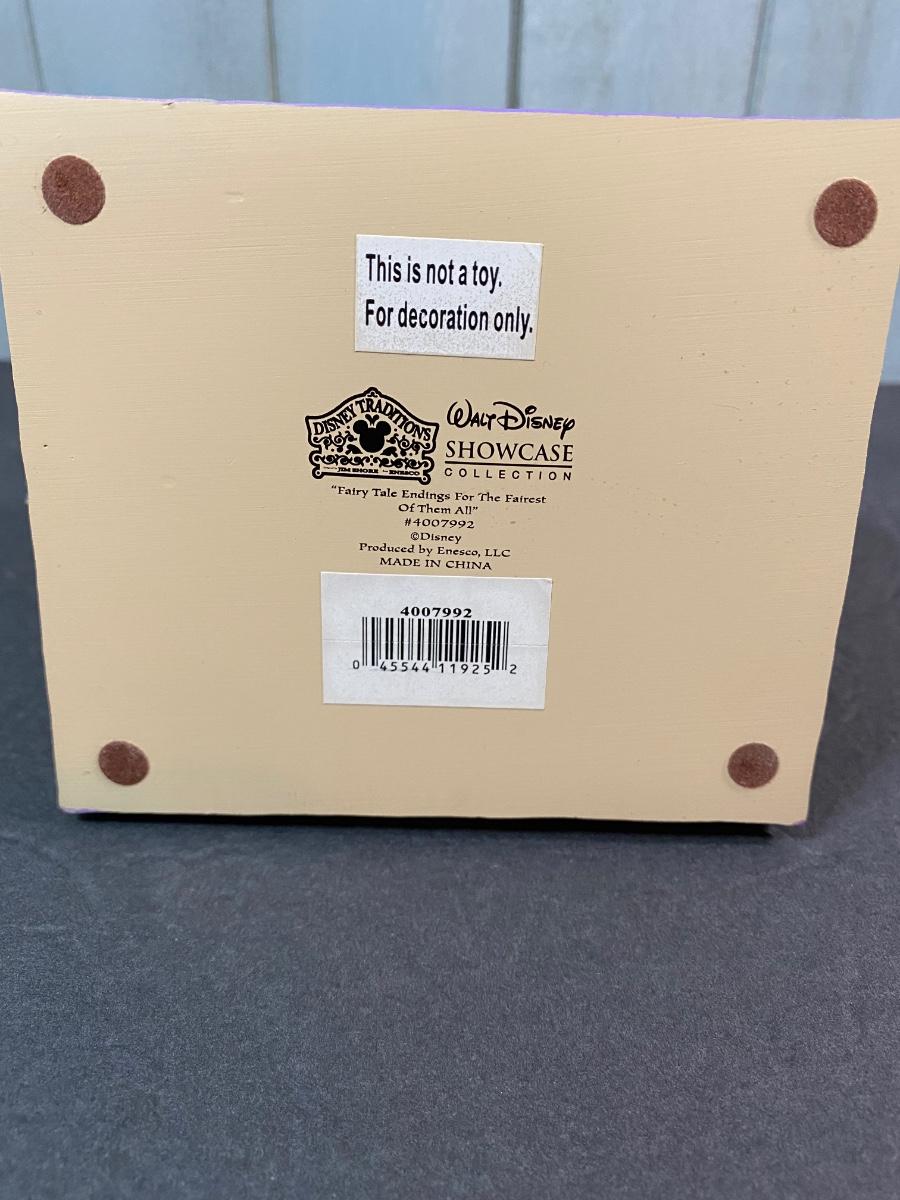 This is not a toy.
For decoration only.
DISNEY TRADITIONS
JIM SHORE ENESCO
WALT DISNEY
SHOWCASE
COLLECTION
"Fairy Tale Endings For The Fairest
Of Them All"
#4007992
©Disney
Produced by Enesco, LLC
MADE IN CHINA
4007992
0 45544 11925 2